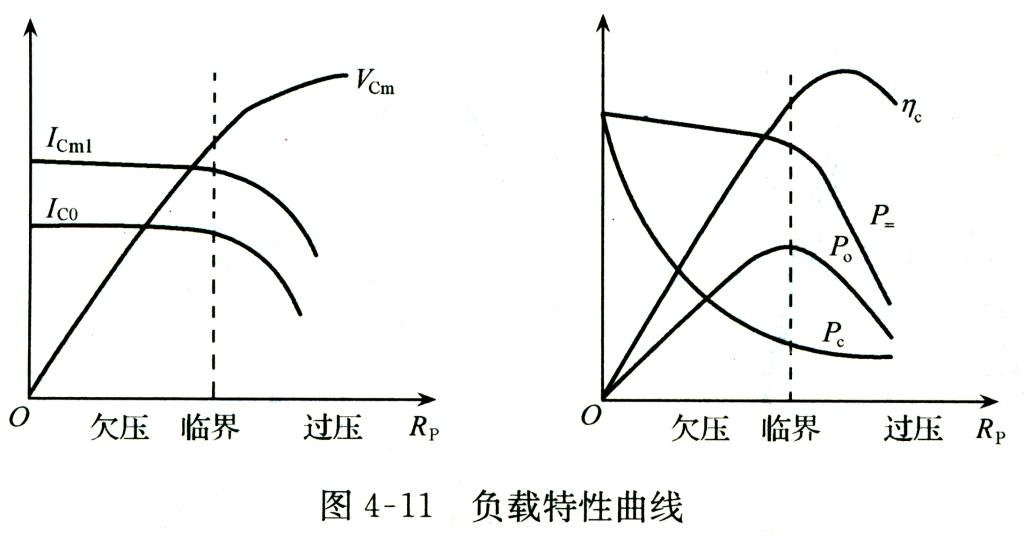 V_Cm
I_Cm1
I_C0
O 欠压 临界 过压 R_P
η_c
P_=
P_o
P_c
O 欠压 临界 过压 R_P
图 4-11 负载特性曲线